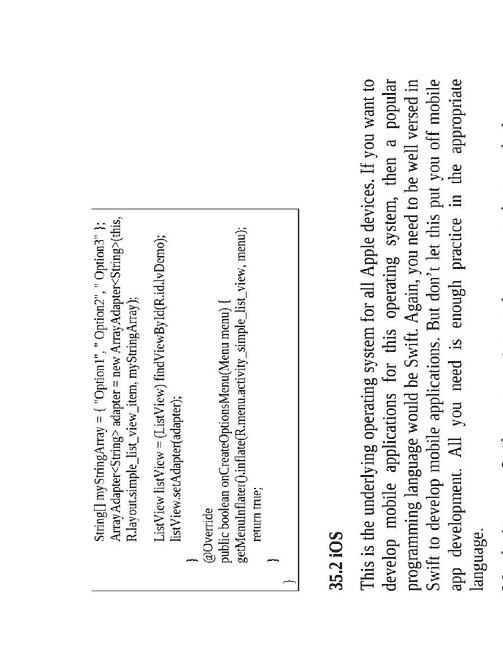 String[] myStringArray = { "Option1", " Option2", " Option3" };
ArrayAdapter<String> adapter = new ArrayAdapter<String>(this,
R.layout.simple_list_view_item, myStringArray);
ListView listView = (ListView) findViewById(R.id.lvDemo);
listView.setAdapter(adapter);
}
@Override
public boolean onCreateOptionsMenu(Menu menu) {
getMenuInflater().inflate(R.menu.activity_simple_list_view, menu);
return true;
}
}
35.2 iOS
This is the underlying operating system for all Apple devices. If you want to
develop mobile applications for this operating system, then a popular
programming language would be Swift. Again, you need to be well versed in
Swift to develop mobile applications. But don't let this put you off mobile
app development. All you need is enough practice in the appropriate
language.